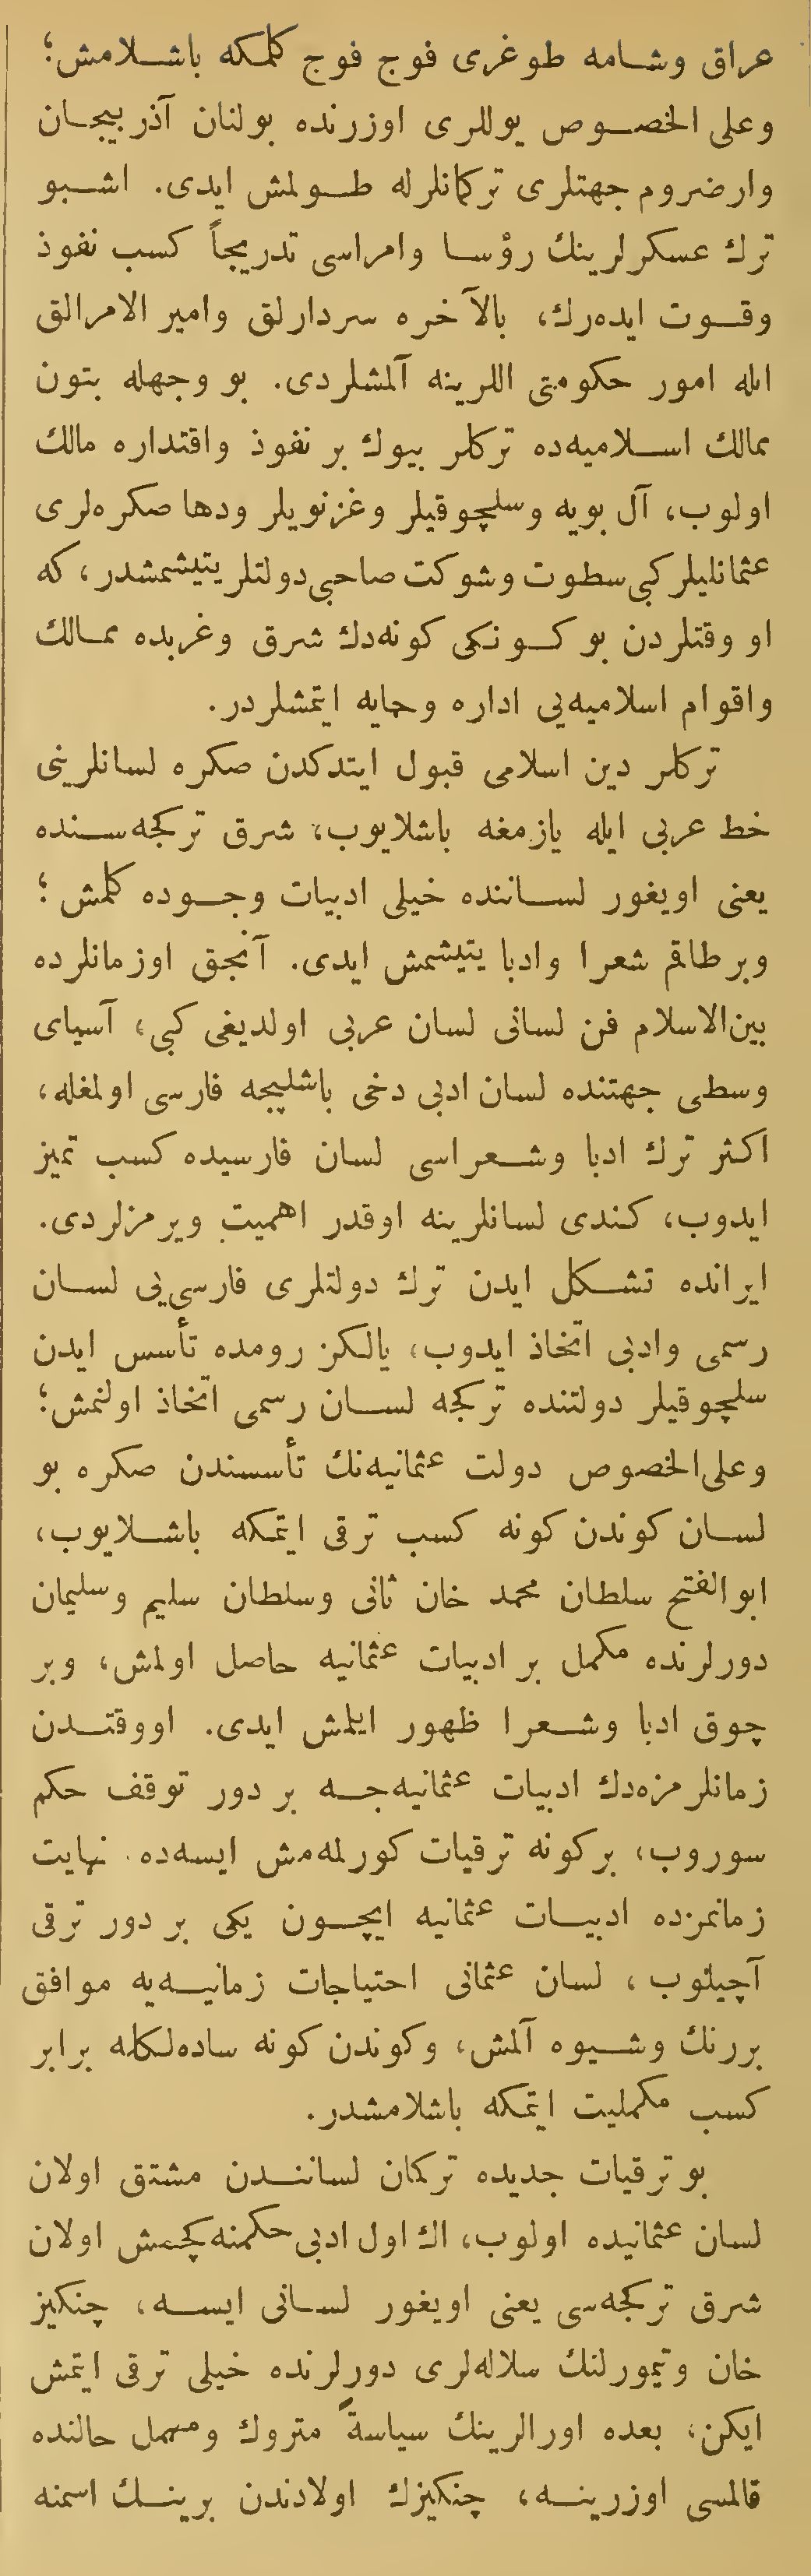 عراق وشامه طوغری فوج فوج کلمکه باشلامش؛
وعلی الخصوص یوللری اوزرنده بولنان آذربیجان
وارضروم جهتلری ترکمانلرله طولمش ایدی. اشبو
ترك عسکرلرینك رؤسا وامراسی تدریجاً کسب نفوذ
وقوت ایده‌رك، بالآخره سردارلق وامیر الامرالق
ایله امور حکومتی اللرینه آلمشلردی. بو وجهله بتون
ممالك اسلامیه‌ده ترکلر بیوك بر نفوذ واقتداره مالك
اولوب، آل بویه وسلچوقیلر وغزنویلر ودها صکره‌لری
عثمانلیلر کبی سطوت وشوکت صاحبی دولتلر یتیشمشدر، که
او وقتلردن بو کونکی کونه‌دك شرق وغربده ممالك
واقوام اسلامیه‌یی اداره وحمایه ایتمشلردر.
ترکلر دین اسلامی قبول ایتدکدن صکره لسانلرینی
خط عربی ایله یازمغه باشلایوب، شرق ترکجه‌سنده
یعنی اویغور لساننده خیلی ادبیات وجوده کلمش؛
وبر طاقم شعرا وادبا یتیشمش ایدی. آنجق اوزمانلرده
بین‌الاسلام فن لسانی لسان عربی اولدیغی کبی، آسیای
وسطی جهتنده لسان ادبی دخی باشلیجه فارسی اولمغله،
اکثر ترك ادبا وشعراسی لسان فارسیده کسب تمیز
ایدوب، کندی لسانلرینه اوقدر اهمیت ویرمزلردی.
ایرانده تشکل ایدن ترك دولتلری فارسی‌یی لسان
رسمی وادبی اتخاذ ایدوب، یالکز رومده تأسس ایدن
سلچوقیلر دولتنده ترکجه لسان رسمی اتخاذ اولنمش؛
وعلی‌الخصوص دولت عثمانیه‌نك تأسسندن صکره بو
لسان کوندن کونه کسب ترقی ایتمکه باشلایوب،
ابو الفتح سلطان محمد خان ثانی وسلطان سلیم وسلیمان
دورلرنده مکمل بر ادبیات عثمانیه حاصل اولمش، وبر
چوق ادبا وشعرا ظهور ایلمش ایدی. اووقتدن
زمانلرمزه‌دك ادبیات عثمانیه‌جه بر دور توقف حکم
سوروب، برکونه ترقیات کورلمه‌مش ایسه‌ده. نهایت
زمانمزده ادبیات عثمانیه ایچون یکی بر دور ترقی
آچیلوب، لسان عثمانی احتیاجات زمانیه‌یه موافق
بررنك وشیوه آلمش، وکوندن کونه ساده‌لکله برابر
کسب مکملیت ایتمکه باشلامشدر.
بو ترقیات جدیده ترکمان لسانندن مشتق اولان
لسان عثمانیده اولوب، اك اول ادبی حکمنه کچمش اولان
شرق ترکجه‌سی یعنی اویغور لسانی ایسه، چنکیز
خان وتیمورلنك سلاله‌لری دورلرنده خیلی ترقی ایتمش
ایکن، بعده اورالرینك سیاسةً متروك ومهمل حالنده
قالمسی اوزرینه، چنکیزك اولادندن برینك اسمنه